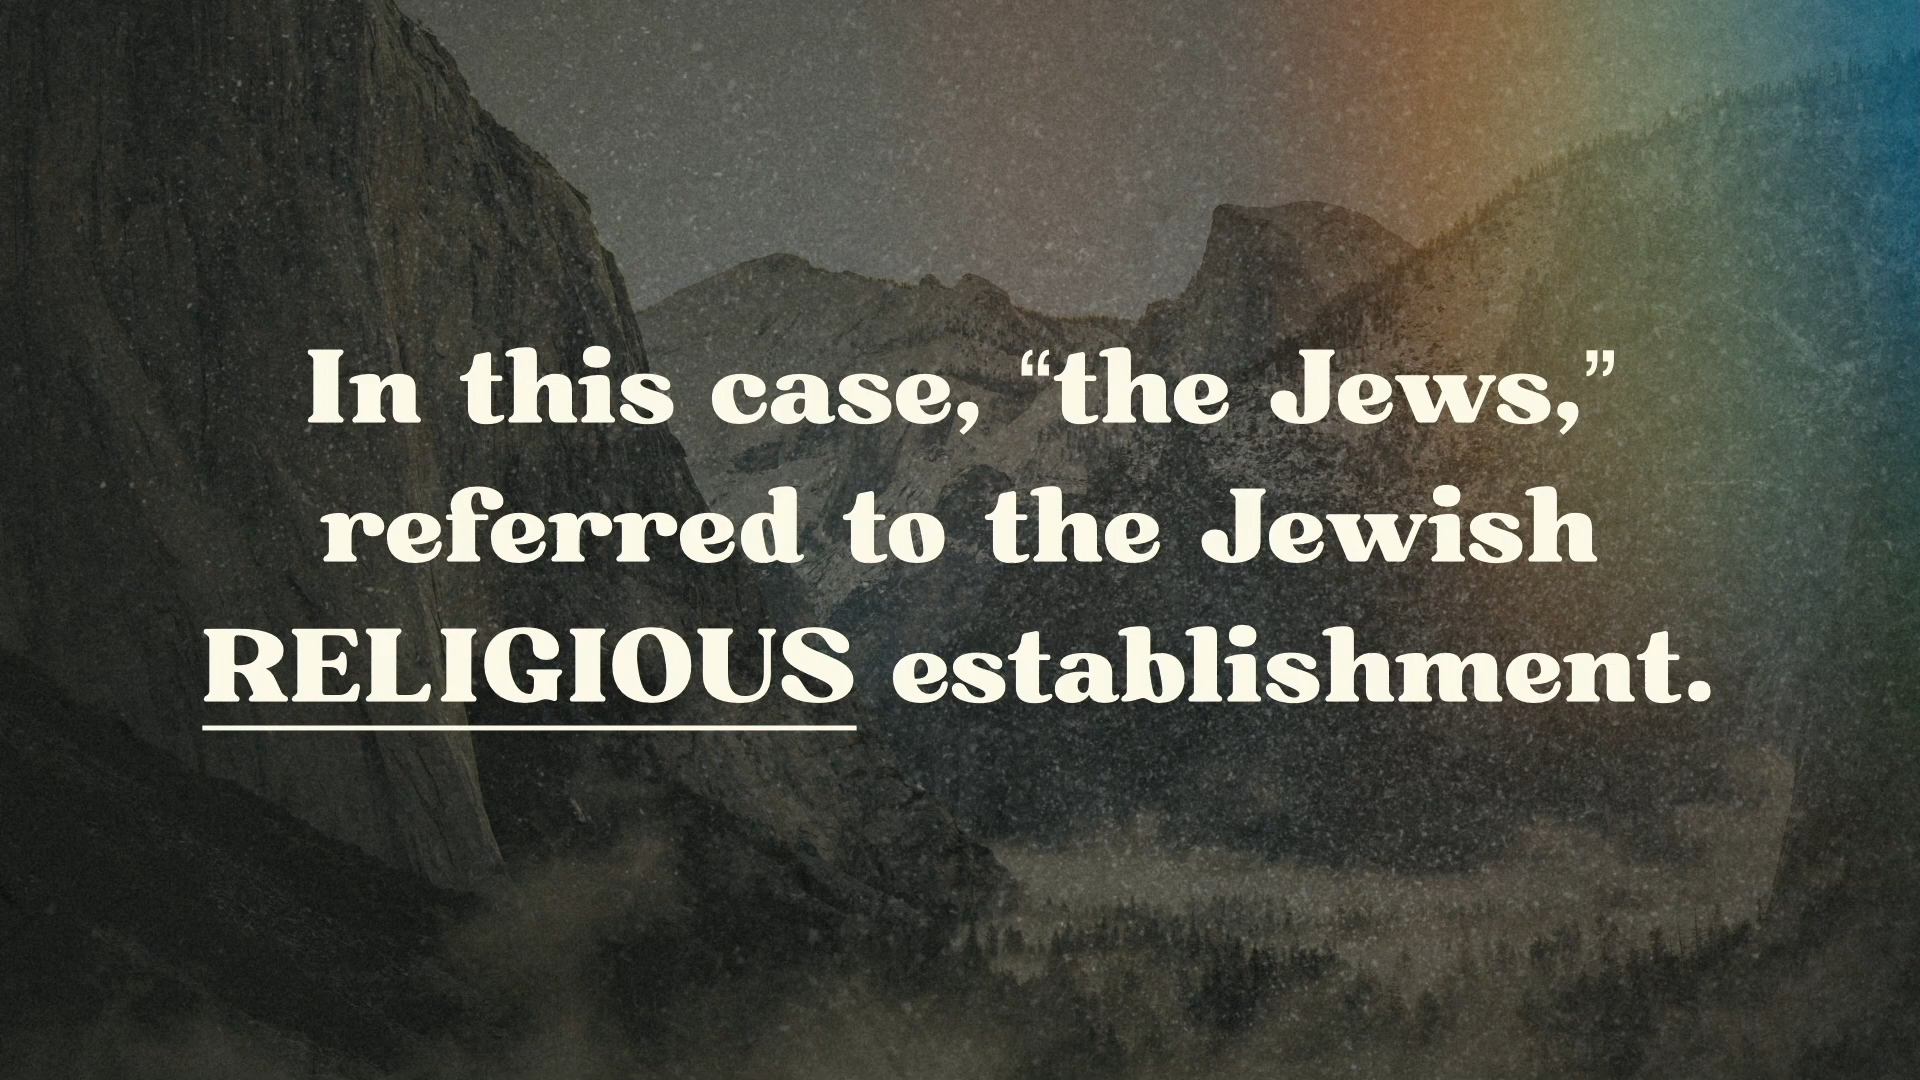 In this case, “the Jews,”
referred to the Jewish
RELIGIOUS establishment.